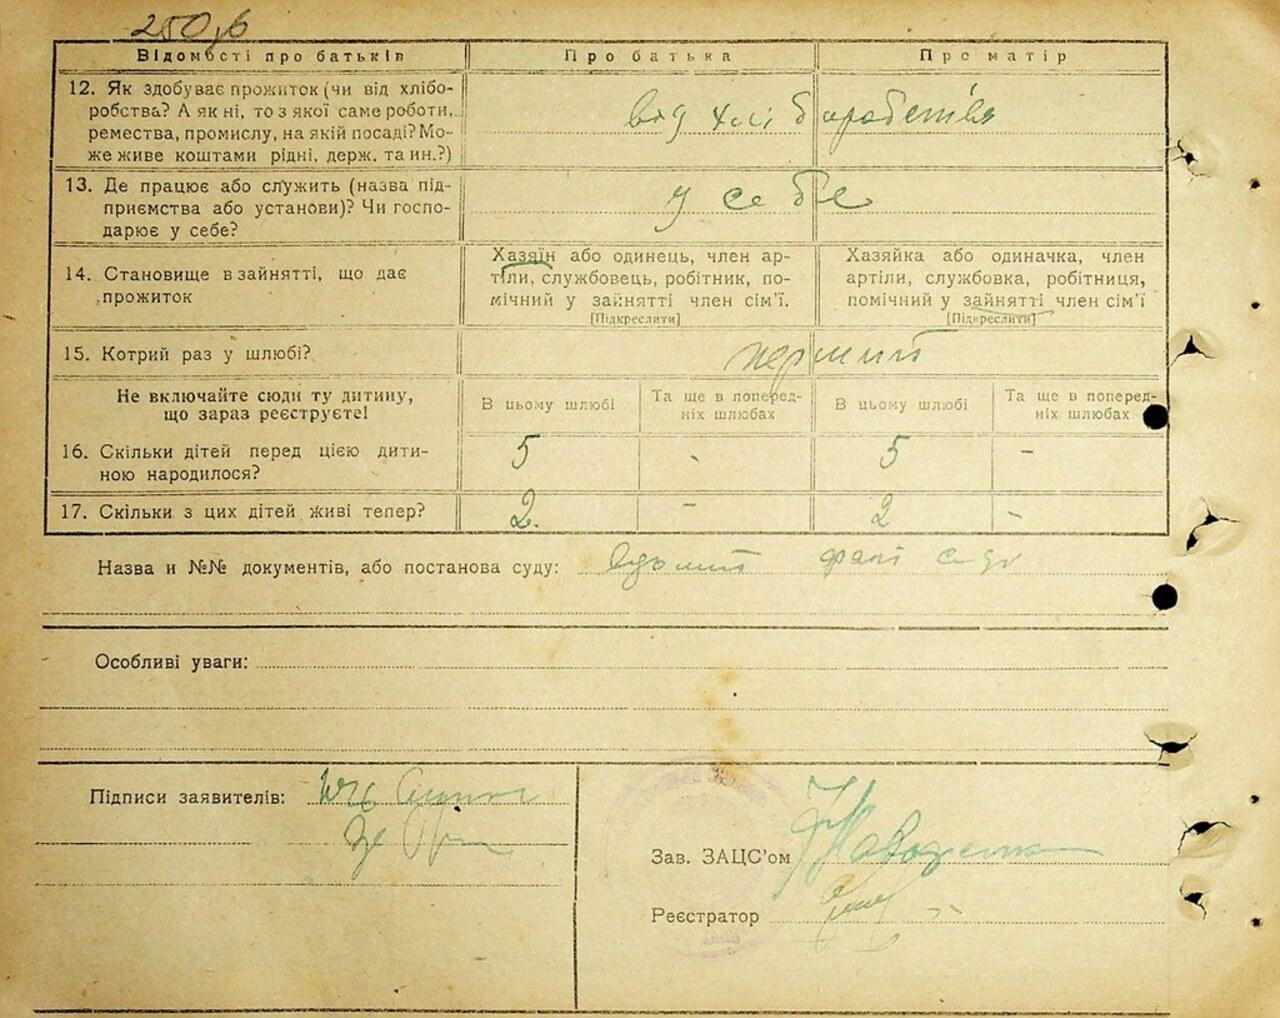 Відомості про батьків Про батька Про матір
12. Як здобуває прожиток (чи від хлібо-
робства? А як ні, то з якої саме роботи,
ремества, промислу, на якій посаді? Мо-
же живе коштами рідні, держ. та ин.?)
від хліборобства
13. Де працює або служить (назва під-
приємства або установи)? Чи госпо-
дарює у себе?
у себе
14. Становище в зайнятті, що дає
прожиток
Хазяїн або одинець, член ар-
тіли, службовець, робітник, по-
мічний у зайнятті член сім'ї.
[Підкреслити]
Хазяйка або одиначка, член
артіли, службовка, робітниця,
помічний у зайнятті член сім'ї
[Підкреслити]
15. Котрий раз у шлюбі? перший
Не включайте сюди ту дитину,
що зараз реєструєте!
В цьому шлюбі
Та ще в поперед-
ніх шлюбах
В цьому шлюбі
Та ще в поперед-
ніх шлюбах
16. Скільки дітей перед цією дити-
ною народилося?
5 - 5 -
17. Скільки з цих дітей живі тепер? 2. - 2 -
Назва и №№ документів, або постанова суду:
Особливі уваги:
Підписи заявителів:
Зав. ЗАЦС'ом
Реєстратор